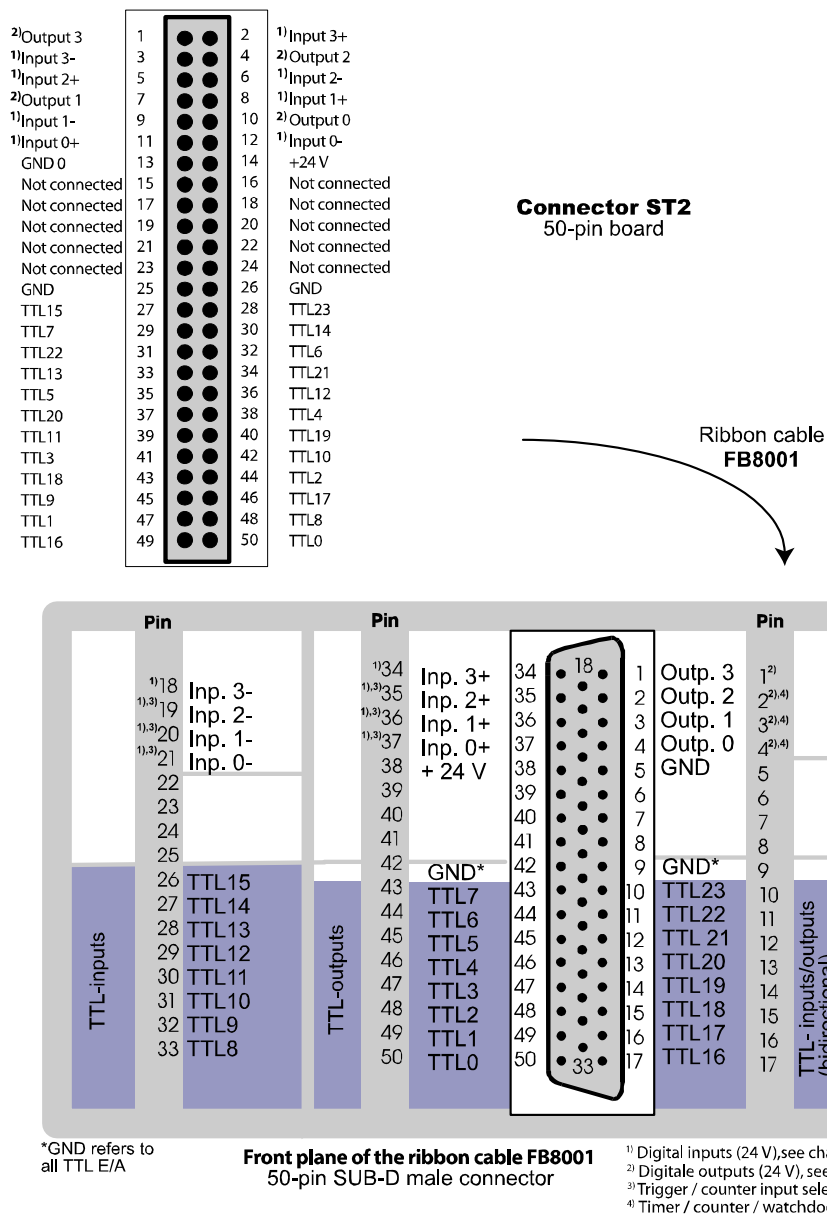 2)Output 3 1 2 1)Input 3+
1)Input 3- 3 4 2)Output 2
1)Input 2+ 5 6 1)Input 2-
2)Output 1 7 8 1)Input 1+
1)Input 1- 9 10 2)Output 0
1)Input 0+ 11 12 1)Input 0-
GND 0 13 14 +24 V
Not connected 15 16 Not connected
Not connected 17 18 Not connected
Not connected 19 20 Not connected
Not connected 21 22 Not connected
Not connected 23 24 Not connected
GND 25 26 GND
TTL15 27 28 TTL23
TTL7 29 30 TTL14
TTL22 31 32 TTL6
TTL13 33 34 TTL21
TTL5 35 36 TTL12
TTL20 37 38 TTL4
TTL11 39 40 TTL19
TTL3 41 42 TTL10
TTL18 43 44 TTL2
TTL9 45 46 TTL17
TTL1 47 48 TTL8
TTL16 49 50 TTL0
Connector ST2
50-pin board
Ribbon cable
FB8001
Pin Pin Pin
1)18 Inp. 3-
1),3)19 Inp. 2-
1),3)20 Inp. 1-
1),3)21 Inp. 0-
22
23
24
25
26 TTL15
27 TTL14
28 TTL13
29 TTL12
30 TTL11
31 TTL10
32 TTL9
33 TTL8
TTL-inputs
1)34 Inp. 3+ 34
1),3)35 Inp. 2+ 35
1),3)36 Inp. 1+ 36
1),3)37 Inp. 0+ 37
38 + 24 V 38
39 39
40 40
41 41
42 GND* 42
43 TTL7 43
44 TTL6 44
45 TTL5 45
46 TTL4 46
47 TTL3 47
48 TTL2 48
49 TTL1 49
50 TTL0 50
TTL-outputs
18
33
1 Outp. 3 1 2)
2 Outp. 2 2 2),4)
3 Outp. 1 3 2),4)
4 Outp. 0 4 2),4)
5 GND 5
6 6
7 7
8 8
9 GND* 9
10 TTL23 10
11 TTL22 11
12 TTL 21 12
13 TTL20 13
14 TTL19 14
15 TTL18 15
16 TTL17 16
17 TTL16 17
TTL- inputs/outputs
(bidirectional)
*GND refers to
all TTL E/A
Front plane of the ribbon cable FB8001
50-pin SUB-D male connector
1) Digital inputs (24 V),see cha
2) Digitale outputs (24 V), see
3) Trigger / counter input sele
4) Timer / counter / watchdo